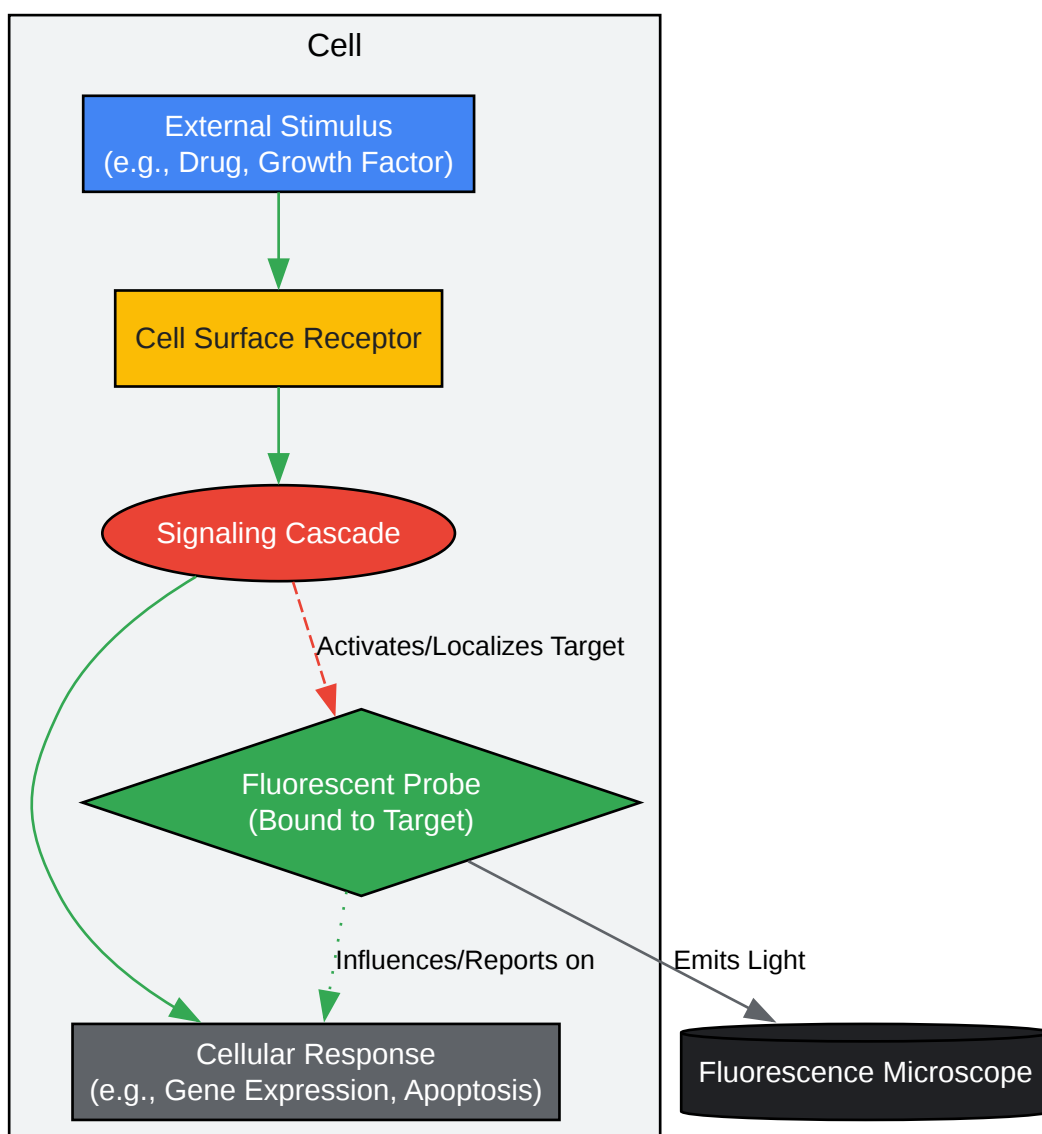 Cell
External Stimulus
(e.g., Drug, Growth Factor)
Cell Surface Receptor
Signaling Cascade
Activates/Localizes Target
Fluorescent Probe
(Bound to Target)
Influences/Reports on
Emits Light
Cellular Response
(e.g., Gene Expression, Apoptosis)
Fluorescence Microscope